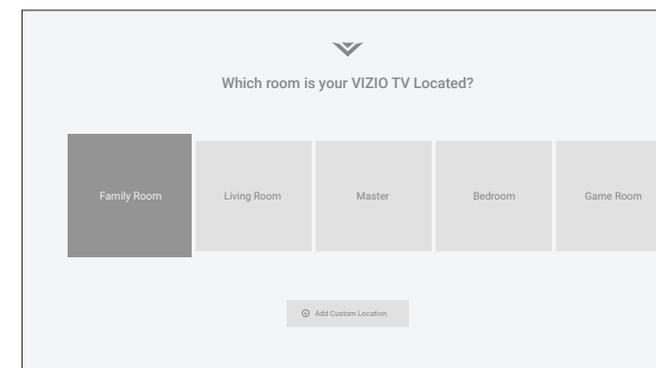 Which room is your VIZIO TV Located?
Family Room
Living Room
Master
Bedroom
Game Room
Add Custom Location